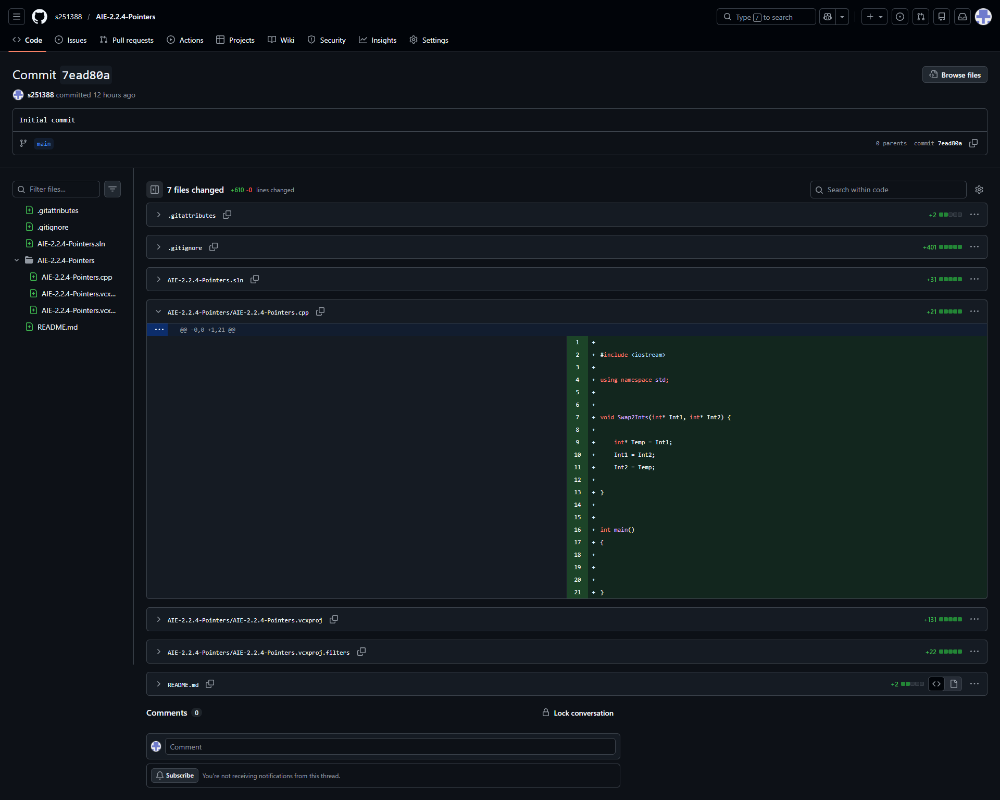 s251388 / AIE-2.2.4-Pointers
Type / to search
Code Issues Pull requests Actions Projects Wiki Security Insights Settings
Commit 7ead80a
Browse files
s251388 committed 12 hours ago
Initial commit
main
0 parents commit 7ead80a
Filter files...
7 files changed +610 -0 lines changed
Search within code
.gitattributes
.gitignore
AIE-2.2.4-Pointers.sln
AIE-2.2.4-Pointers
AIE-2.2.4-Pointers.cpp
AIE-2.2.4-Pointers.vcx...
AIE-2.2.4-Pointers.vcx...
README.md
.gitattributes +2
.gitignore +401
AIE-2.2.4-Pointers.sln +31
AIE-2.2.4-Pointers/AIE-2.2.4-Pointers.cpp +21
@@ -0,0 +1,21 @@
1 +
2 + #include <iostream>
3 +
4 + using namespace std;
5 +
6 +
7 + void Swap2Ints(int* Int1, int* Int2) {
8 +
9 + int* Temp = Int1;
10 + Int1 = Int2;
11 + Int2 = Temp;
12 +
13 + }
14 +
15 +
16 + int main()
17 + {
18 +
19 +
20 +
21 + }
AIE-2.2.4-Pointers/AIE-2.2.4-Pointers.vcxproj +131
AIE-2.2.4-Pointers/AIE-2.2.4-Pointers.vcxproj.filters +22
README.md +2
Comments 0
Lock conversation
Comment
Subscribe You're not receiving notifications from this thread.